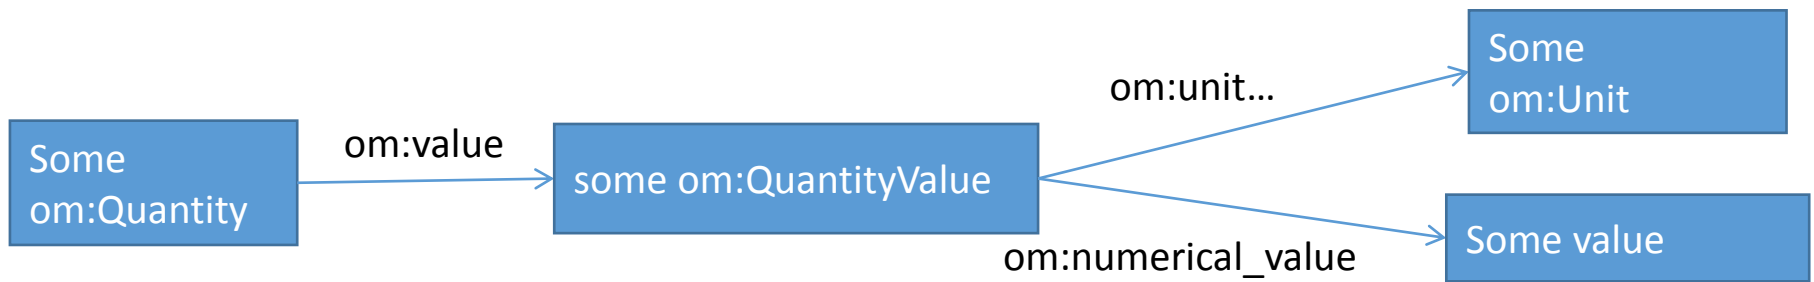 Some
om:Quantity
om:value
some om:QuantityValue
om:unit...
Some
om:Unit
om:numerical_value
Some value